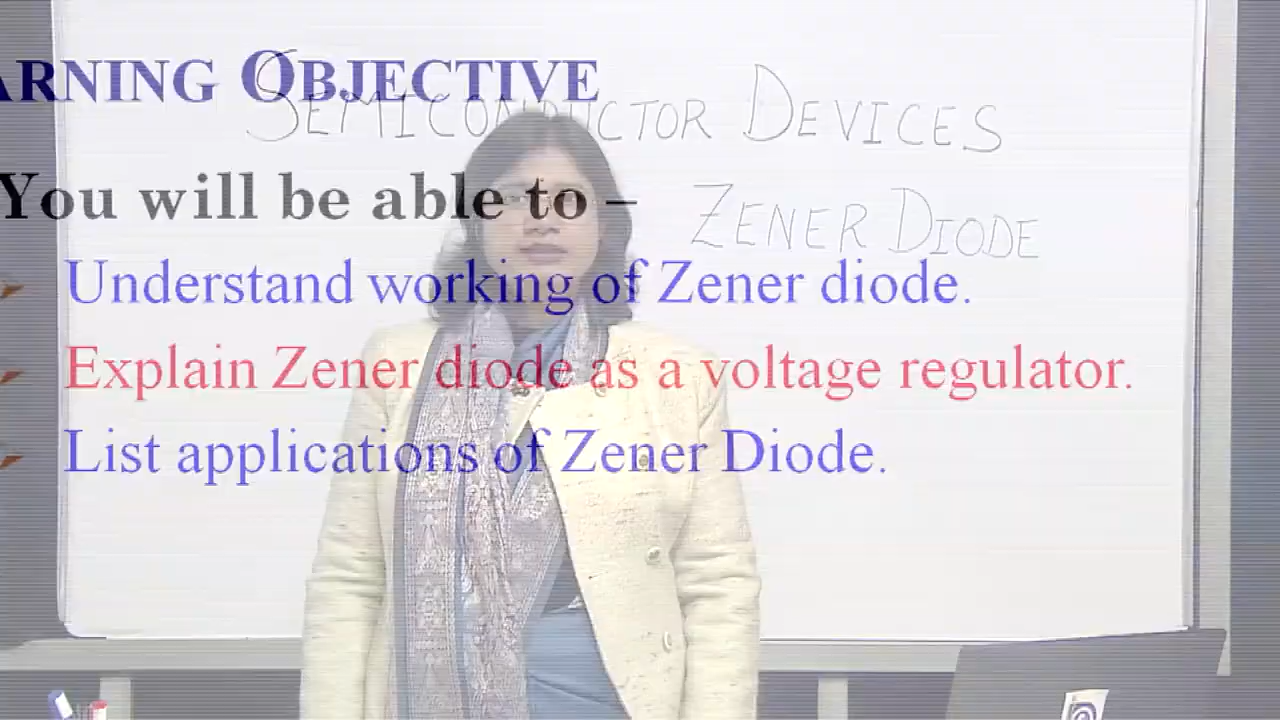 ARNING OBJECTIVE
SEMICONDUCTOR DEVICES
You will be able to –
ZENER DIODE
Understand working of Zener diode.
Explain Zener diode as a voltage regulator.
List applications of Zener Diode.